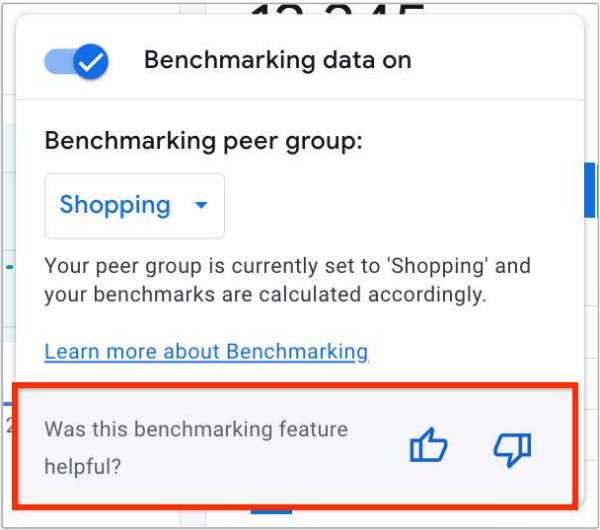 Benchmarking data on
Benchmarking peer group:
Shopping
Your peer group is currently set to 'Shopping' and
your benchmarks are calculated accordingly.
Learn more about Benchmarking
Was this benchmarking feature
helpful?